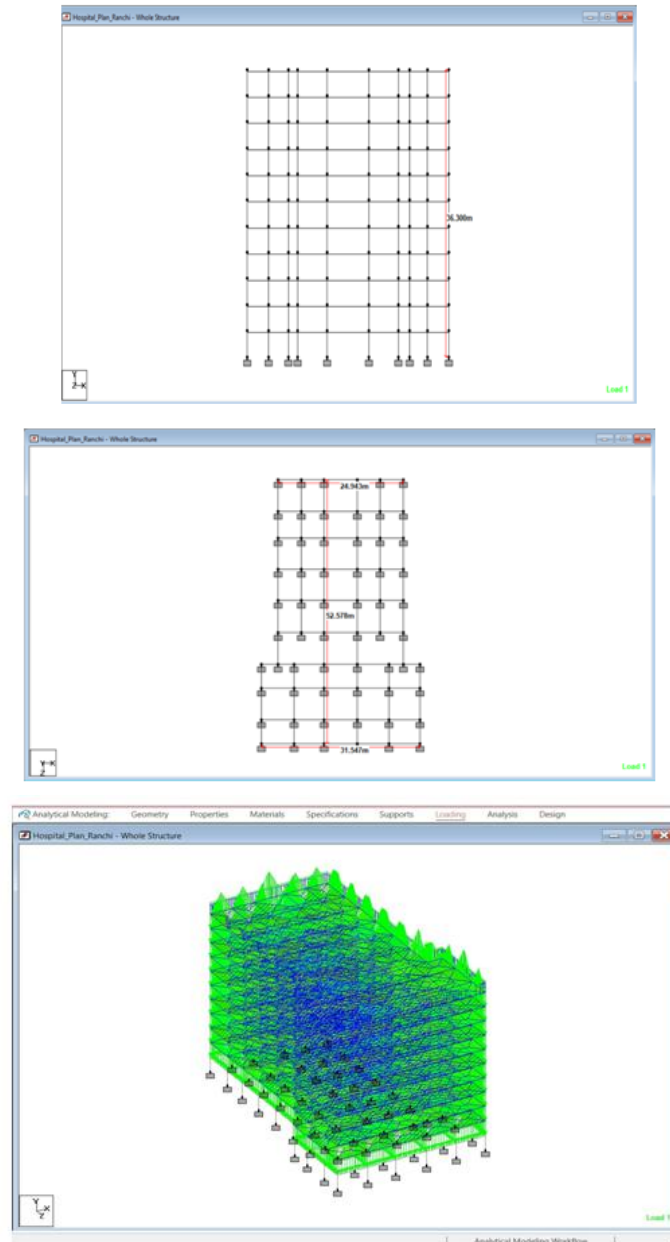 Hospital_Plan_Ranchi - Whole Structure
36.300m
Y
Z X
Load 1
Hospital_Plan_Ranchi - Whole Structure
24.943m
52.578m
31.547m
Y X
Z
Load 1
Analytical Modeling: Geometry Properties Materials Specifications Supports Loading Analysis Design
Hospital_Plan_Ranchi - Whole Structure
Y
X
Z
Load 1
Analytical Modeling Workflow